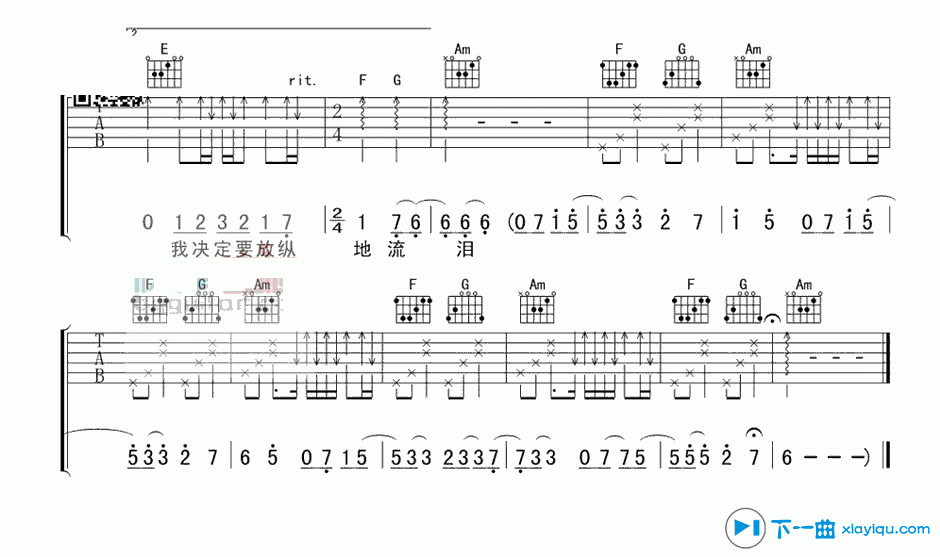 2
E Am F G Am
rit. F G
T A B 2 4
0 1 2 3 2 1 7 | 2/4 1 7 6 | 6 6 6 (0 7 1 5 | 5 3 3 2 7 | 1 5 0 7 1 5 |
我决定要放纵 地流 泪
F G Am F G Am F G Am
T A B
5 3 3 2 7 | 6 5 0 7 1 5 | 5 3 3 2 3 3 7 | 7 3 3 0 7 7 5 | 5 5 5 2 7 | 6 - - - )
下一曲 xiayiqu.com